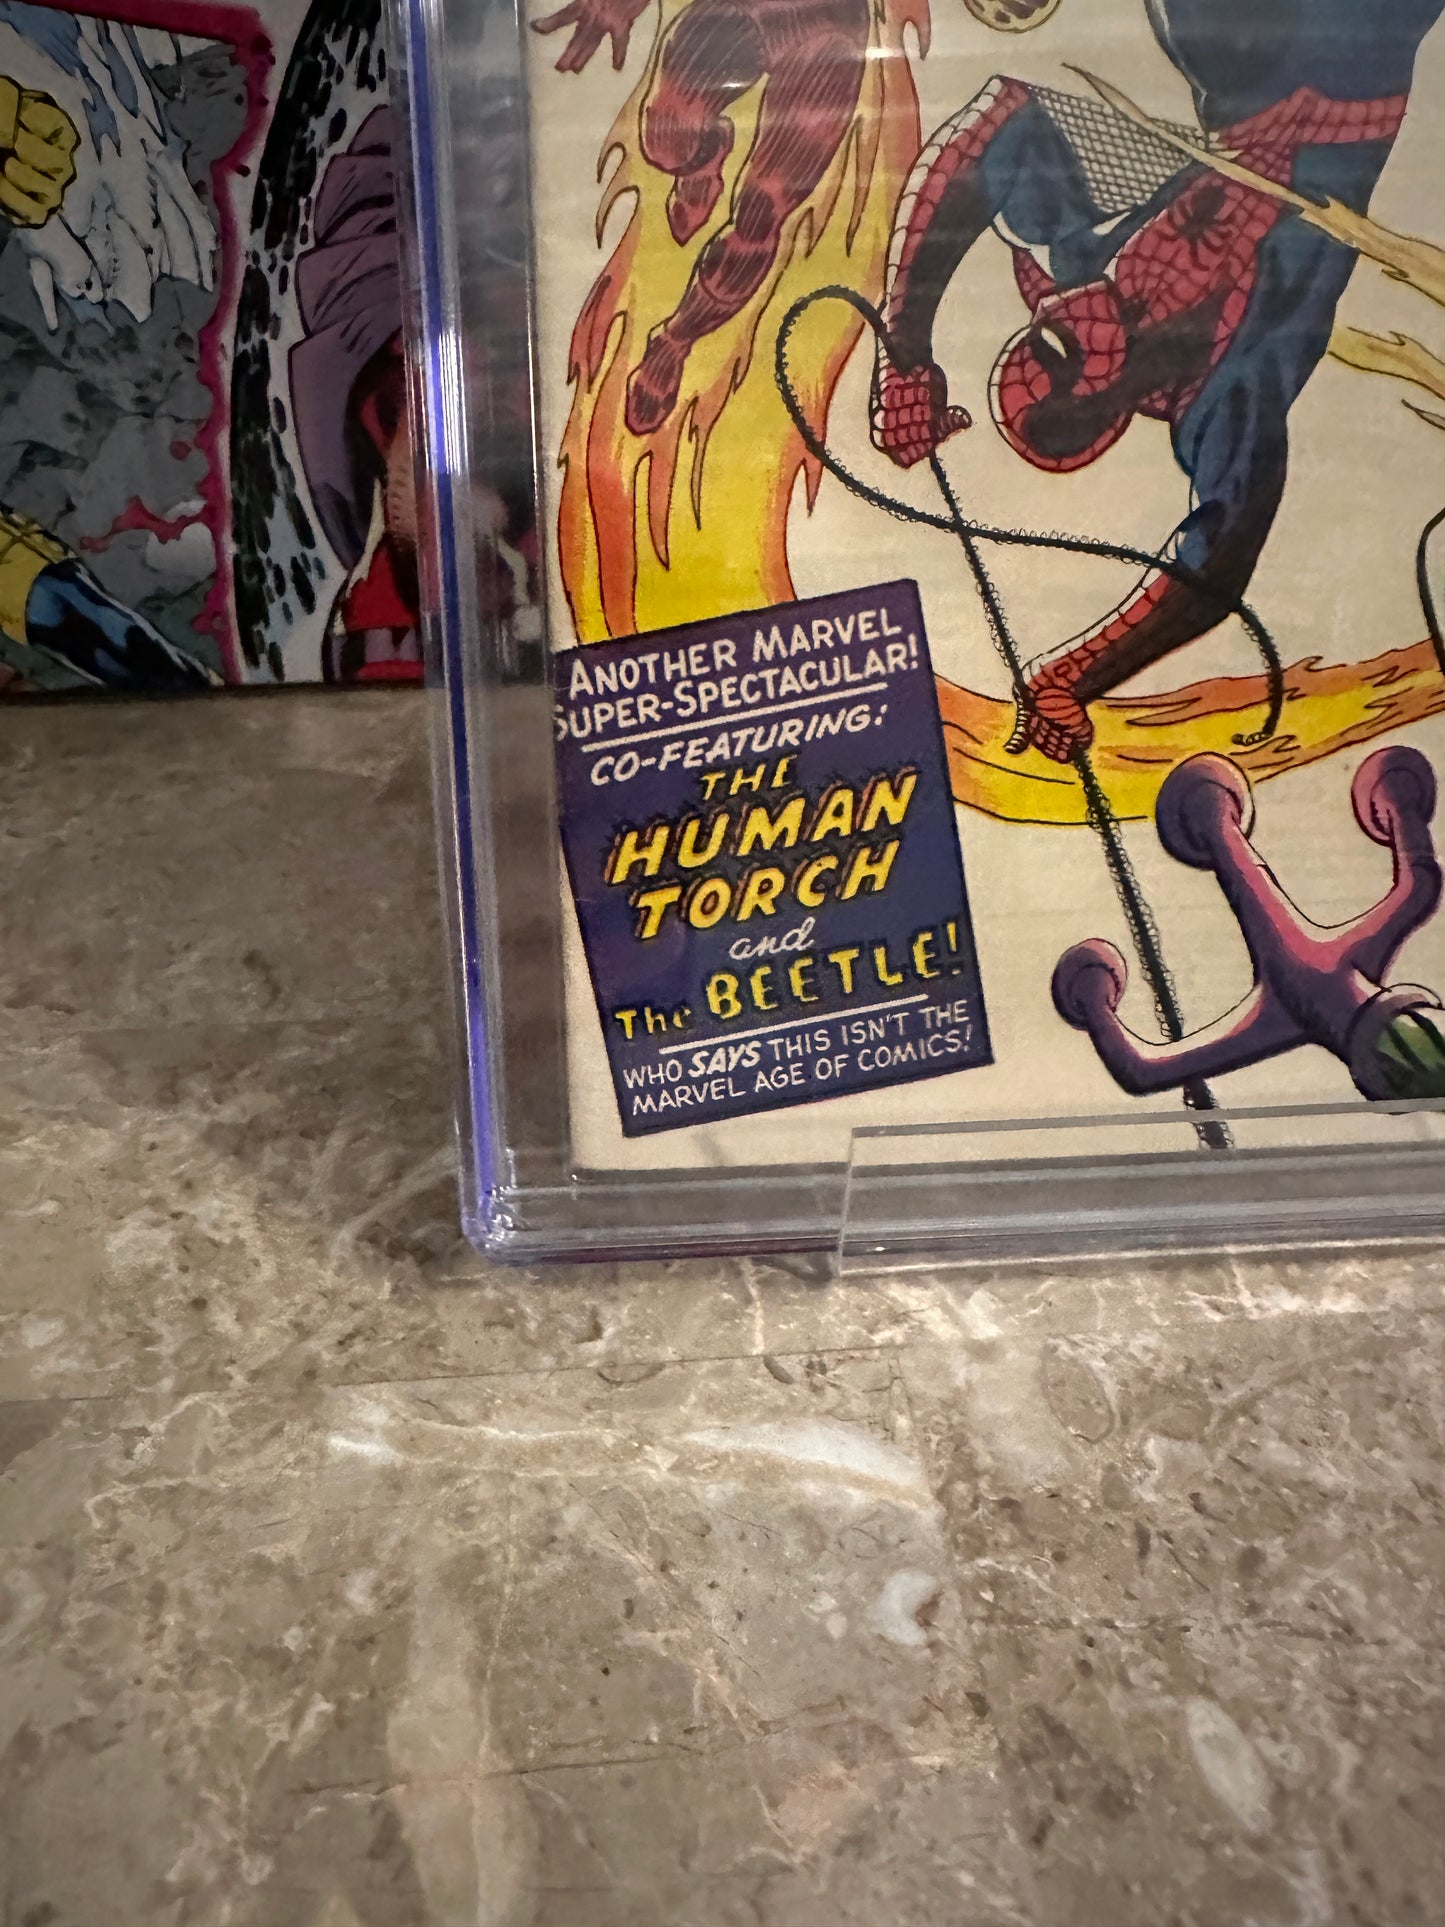 ANOTHER MARVEL
SUPER-SPECTACULAR!
CO-FEATURING:
THE
HUMAN
TORCH
and
The BEETLE!
WHO SAYS THIS ISN'T THE
MARVEL AGE OF COMICS!